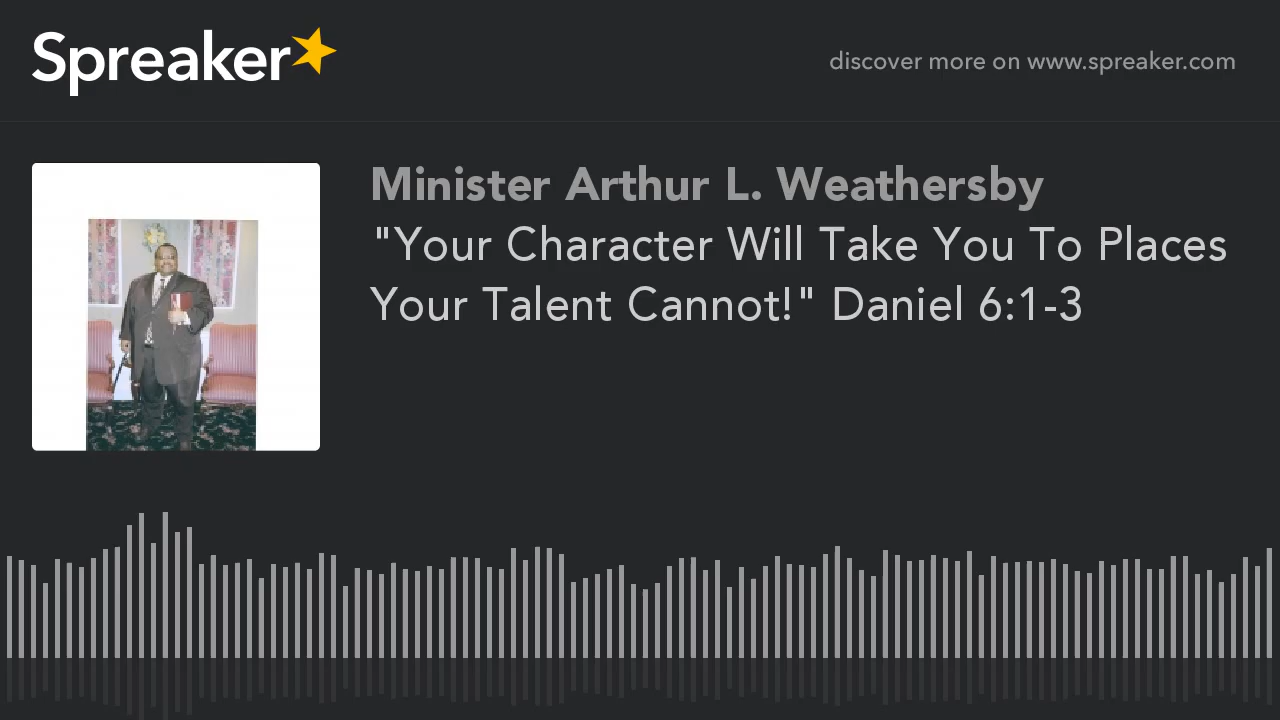 Spreaker
discover more on www.spreaker.com
Minister Arthur L. Weathersby
"Your Character Will Take You To Places
Your Talent Cannot!" Daniel 6:1-3